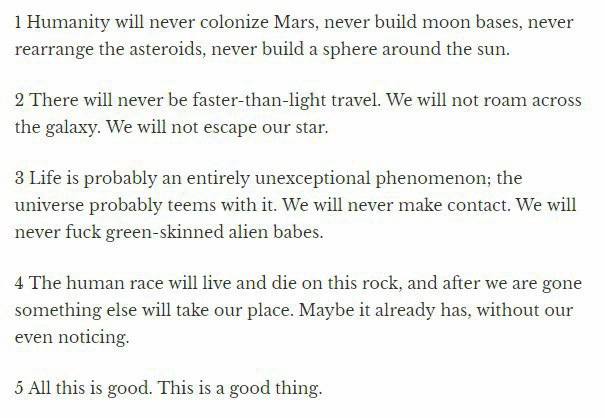 1 Humanity will never colonize Mars, never build moon bases, never
rearrange the asteroids, never build a sphere around the sun.
2 There will never be faster-than-light travel. We will not roam across
the galaxy. We will not escape our star.
3 Life is probably an entirely unexceptional phenomenon; the
universe probably teems with it. We will never make contact. We will
never fuck green-skinned alien babes.
4 The human race will live and die on this rock, and after we are gone
something else will take our place. Maybe it already has, without our
even noticing.
5 All this is good. This is a good thing.